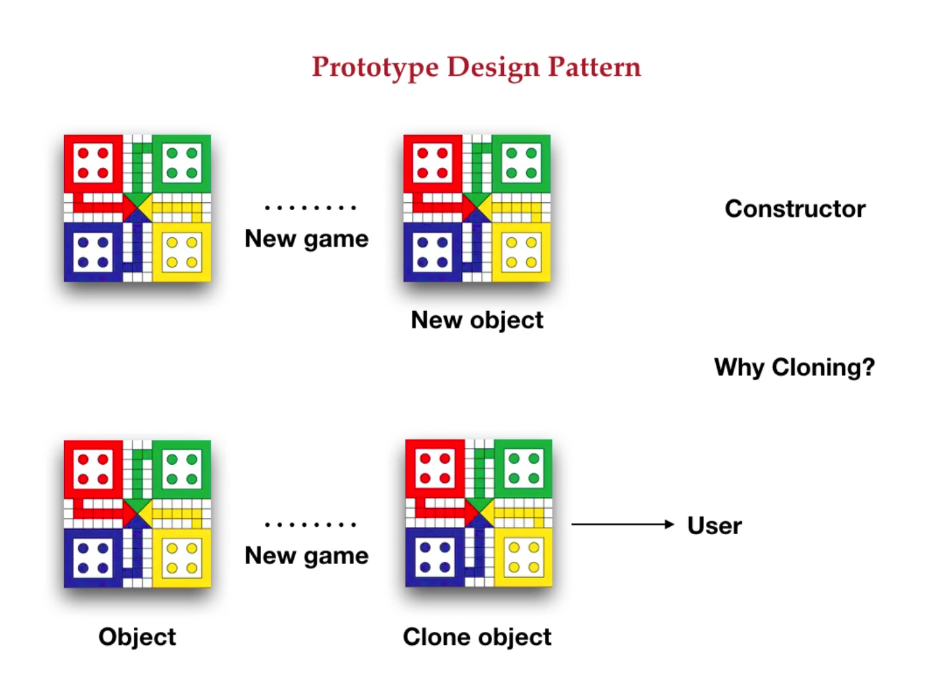 Prototype Design Pattern
........
New game
New object
Constructor
Why Cloning?
........
New game
User
Object
Clone object